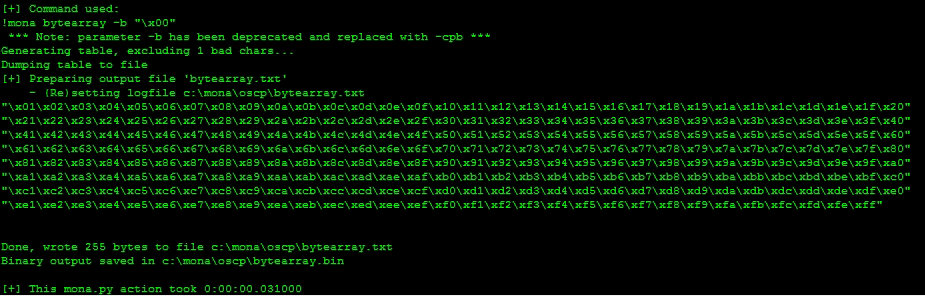 [+] Command used:
!mona bytearray -b "\x00"
*** Note: parameter -b has been deprecated and replaced with -cpb ***
Generating table, excluding 1 bad chars...
Dumping table to file
[+] Preparing output file 'bytearray.txt'
- (Re)setting logfile c:\mona\oscp\bytearray.txt
"\x01\x02\x03\x04\x05\x06\x07\x08\x09\x0a\x0b\x0c\x0d\x0e\x0f\x10\x11\x12\x13\x14\x15\x16\x17\x18\x19\x1a\x1b\x1c\x1d\x1e\x1f\x20"
"\x21\x22\x23\x24\x25\x26\x27\x28\x29\x2a\x2b\x2c\x2d\x2e\x2f\x30\x31\x32\x33\x34\x35\x36\x37\x38\x39\x3a\x3b\x3c\x3d\x3e\x3f\x40"
"\x41\x42\x43\x44\x45\x46\x47\x48\x49\x4a\x4b\x4c\x4d\x4e\x4f\x50\x51\x52\x53\x54\x55\x56\x57\x58\x59\x5a\x5b\x5c\x5d\x5e\x5f\x60"
"\x61\x62\x63\x64\x65\x66\x67\x68\x69\x6a\x6b\x6c\x6d\x6e\x6f\x70\x71\x72\x73\x74\x75\x76\x77\x78\x79\x7a\x7b\x7c\x7d\x7e\x7f\x80"
"\x81\x82\x83\x84\x85\x86\x87\x88\x89\x8a\x8b\x8c\x8d\x8e\x8f\x90\x91\x92\x93\x94\x95\x96\x97\x98\x99\x9a\x9b\x9c\x9d\x9e\x9f\xa0"
"\xa1\xa2\xa3\xa4\xa5\xa6\xa7\xa8\xa9\xaa\xab\xac\xad\xae\xaf\xb0\xb1\xb2\xb3\xb4\xb5\xb6\xb7\xb8\xb9\xba\xbb\xbc\xbd\xbe\xbf\xc0"
"\xc1\xc2\xc3\xc4\xc5\xc6\xc7\xc8\xc9\xca\xcb\xcc\xcd\xce\xcf\xd0\xd1\xd2\xd3\xd4\xd5\xd6\xd7\xd8\xd9\xda\xdb\xdc\xdd\xde\xdf\xe0"
"\xe1\xe2\xe3\xe4\xe5\xe6\xe7\xe8\xe9\xea\xeb\xec\xed\xee\xef\xf0\xf1\xf2\xf3\xf4\xf5\xf6\xf7\xf8\xf9\xfa\xfb\xfc\xfd\xfe\xff"
Done, wrote 255 bytes to file c:\mona\oscp\bytearray.txt
Binary output saved in c:\mona\oscp\bytearray.bin
[+] This mona.py action took 0:00:00.031000